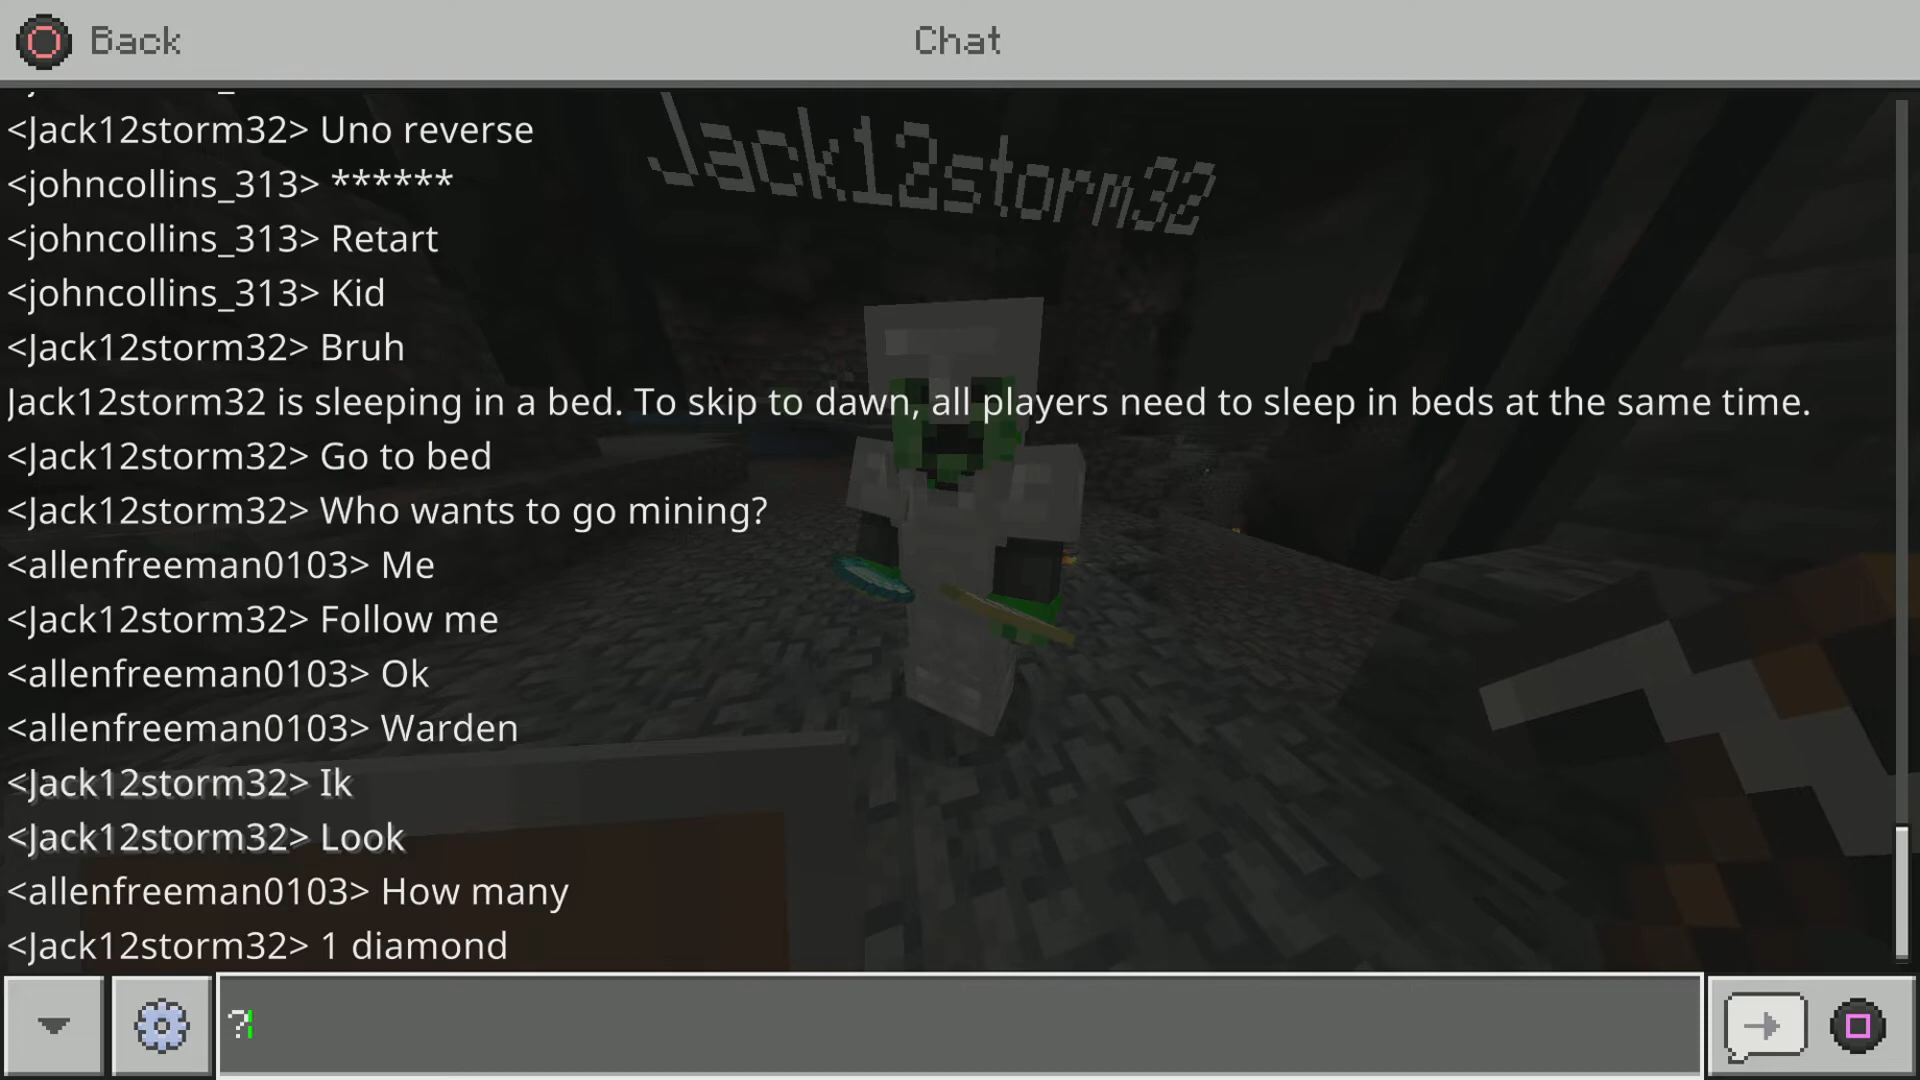 Back
Chat
<Jack12storm32> Uno reverse
Jack12storm32
<johncollins_313> ******
<johncollins_313> Retart
<johncollins_313> Kid
<Jack12storm32> Bruh
Jack12storm32 is sleeping in a bed. To skip to dawn, all players need to sleep in beds at the same time.
<Jack12storm32> Go to bed
<Jack12storm32> Who wants to go mining?
<allenfreeman0103> Me
<Jack12storm32> Follow me
<allenfreeman0103> Ok
<allenfreeman0103> Warden
<Jack12storm32> Ik
<Jack12storm32> Look
<allenfreeman0103> How many
<Jack12storm32> 1 diamond
?